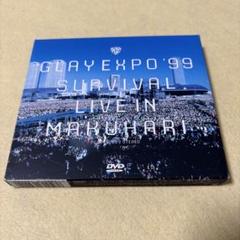 GLAY EXPO '99
SURVIVAL
LIVE IN
MAKUHARI
DVD